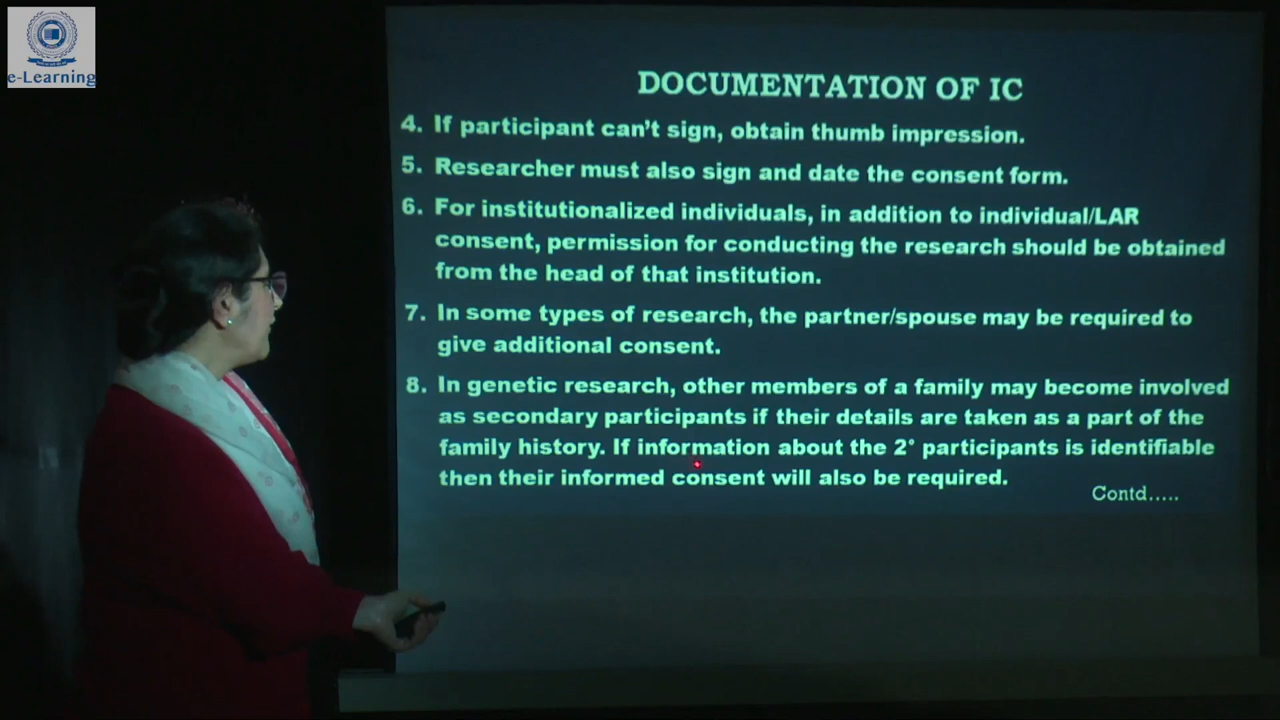 e-Learning
DOCUMENTATION OF IC
4. If participant can't sign, obtain thumb impression.
5. Researcher must also sign and date the consent form.
6. For institutionalized individuals, in addition to individual/LAR
consent, permission for conducting the research should be obtained
from the head of that institution.
7. In some types of research, the partner/spouse may be required to
give additional consent.
8. In genetic research, other members of a family may become involved
as secondary participants if their details are taken as a part of the
family history. If information about the 2° participants is identifiable
then their informed consent will also be required.
Contd.....